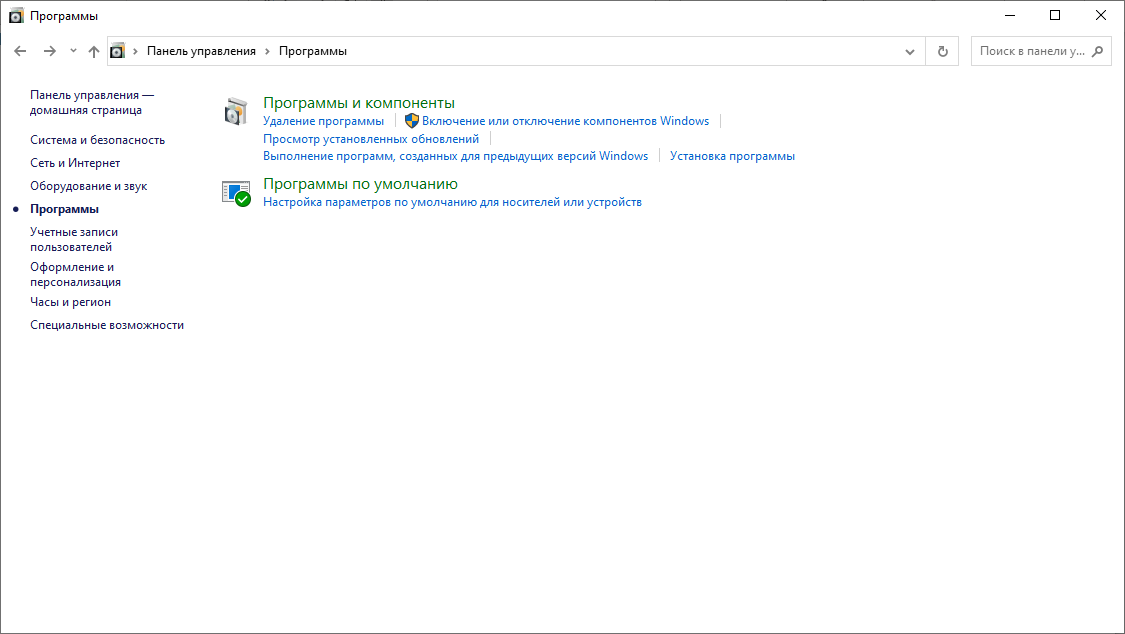 Программы
Панель управления
Программы
Поиск в панели у...
Панель управления —
домашняя страница
Система и безопасность
Сеть и Интернет
Оборудование и звук
Программы
Учетные записи
пользователей
Оформление и
персонализация
Часы и регион
Специальные возможности
Программы и компоненты
Удаление программы
Включение или отключение компонентов Windows
Просмотр установленных обновлений
Выполнение программ, созданных для предыдущих версий Windows
Установка программы
Программы по умолчанию
Настройка параметров по умолчанию для носителей или устройств